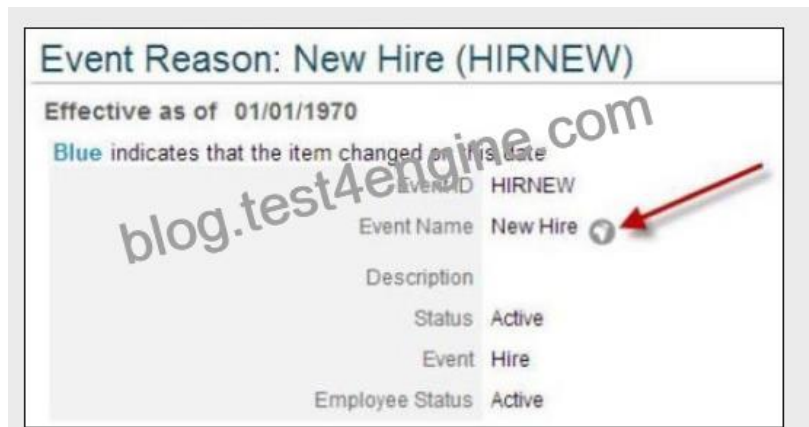 Event Reason: New Hire (HIRNEW)
Effective as of 01/01/1970
Blue indicates that the item changed on this date
Event ID HIRNEW
Event Name New Hire
Description
Status Active
Event Hire
Employee Status Active
blog.test4engine.com